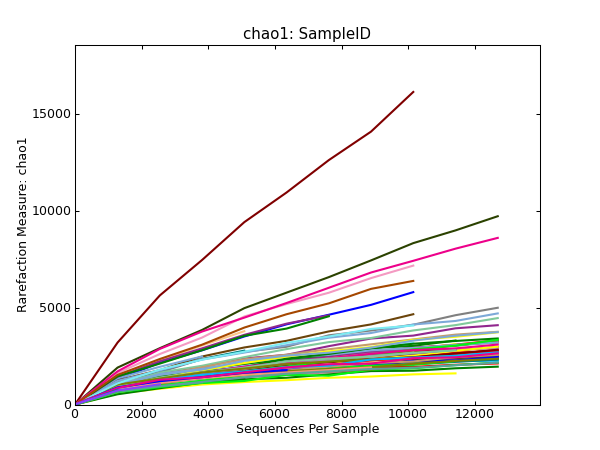 chao1: SampleID
Rarefaction Measure: chao1
15000
10000
5000
0
0 2000 4000 6000 8000 10000 12000
Sequences Per Sample